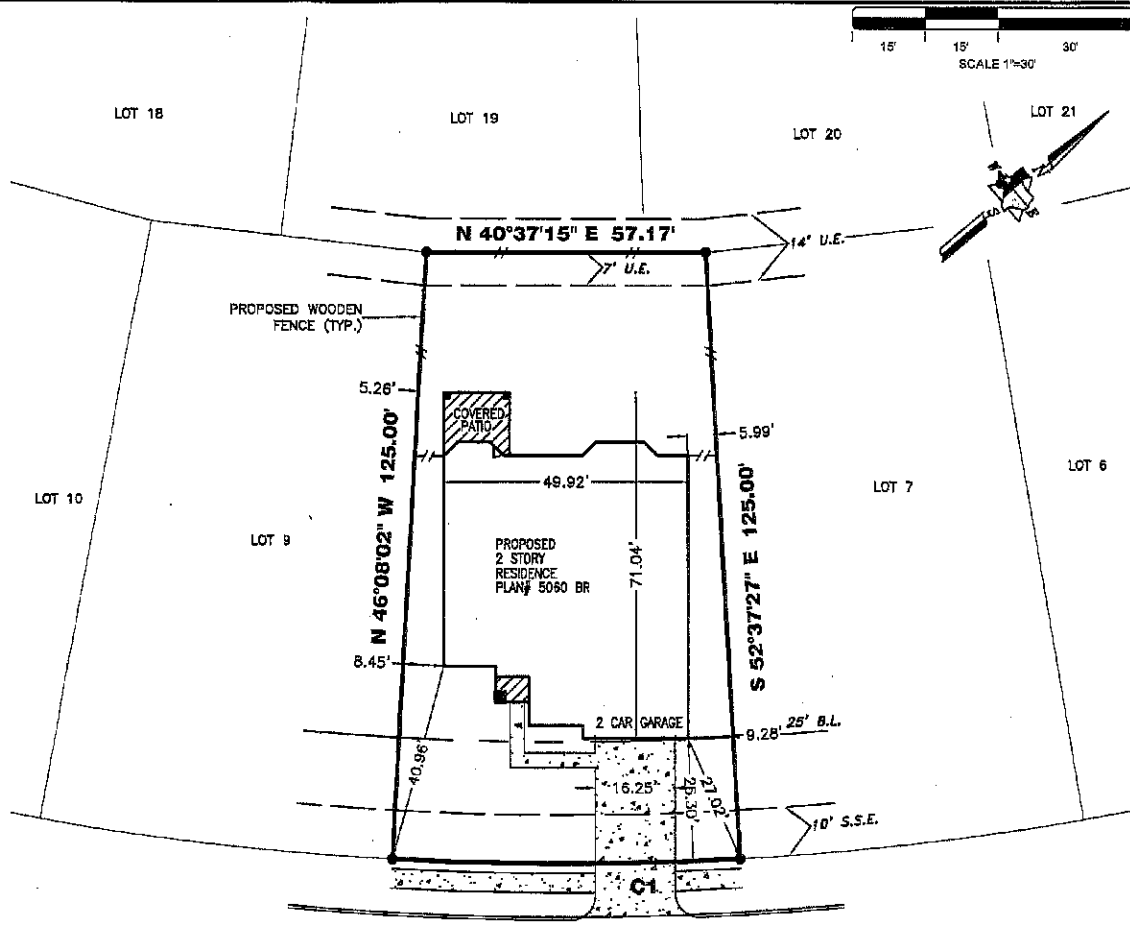 15' 15' 30'
SCALE 1"=30'
LOT 18
LOT 19
LOT 20
LOT 21
N 40°37'15" E 57.17'
14' U.E.
7' U.E.
PROPOSED WOODEN
FENCE (TYP.)
5.26'
COVERED
PATIO
5.99'
49.92'
LOT 10
LOT 9
LOT 7
LOT 6
N 46°08'02" W 125.00'
S 52°37'27" E 125.00'
PROPOSED
2 STORY
RESIDENCE
PLAN# 5060 BR
71.04'
8.45'
2 CAR GARAGE
25' B.L.
9.28'
40.96'
16.25'
27.02'
10' S.S.E.
C1